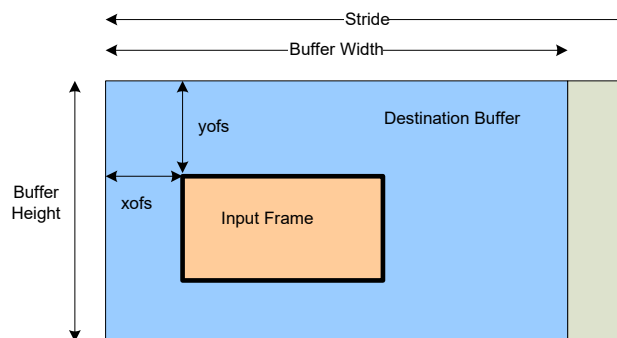 Stride
Buffer Width
yofs
Destination Buffer
Buffer
Height
xofs
Input Frame